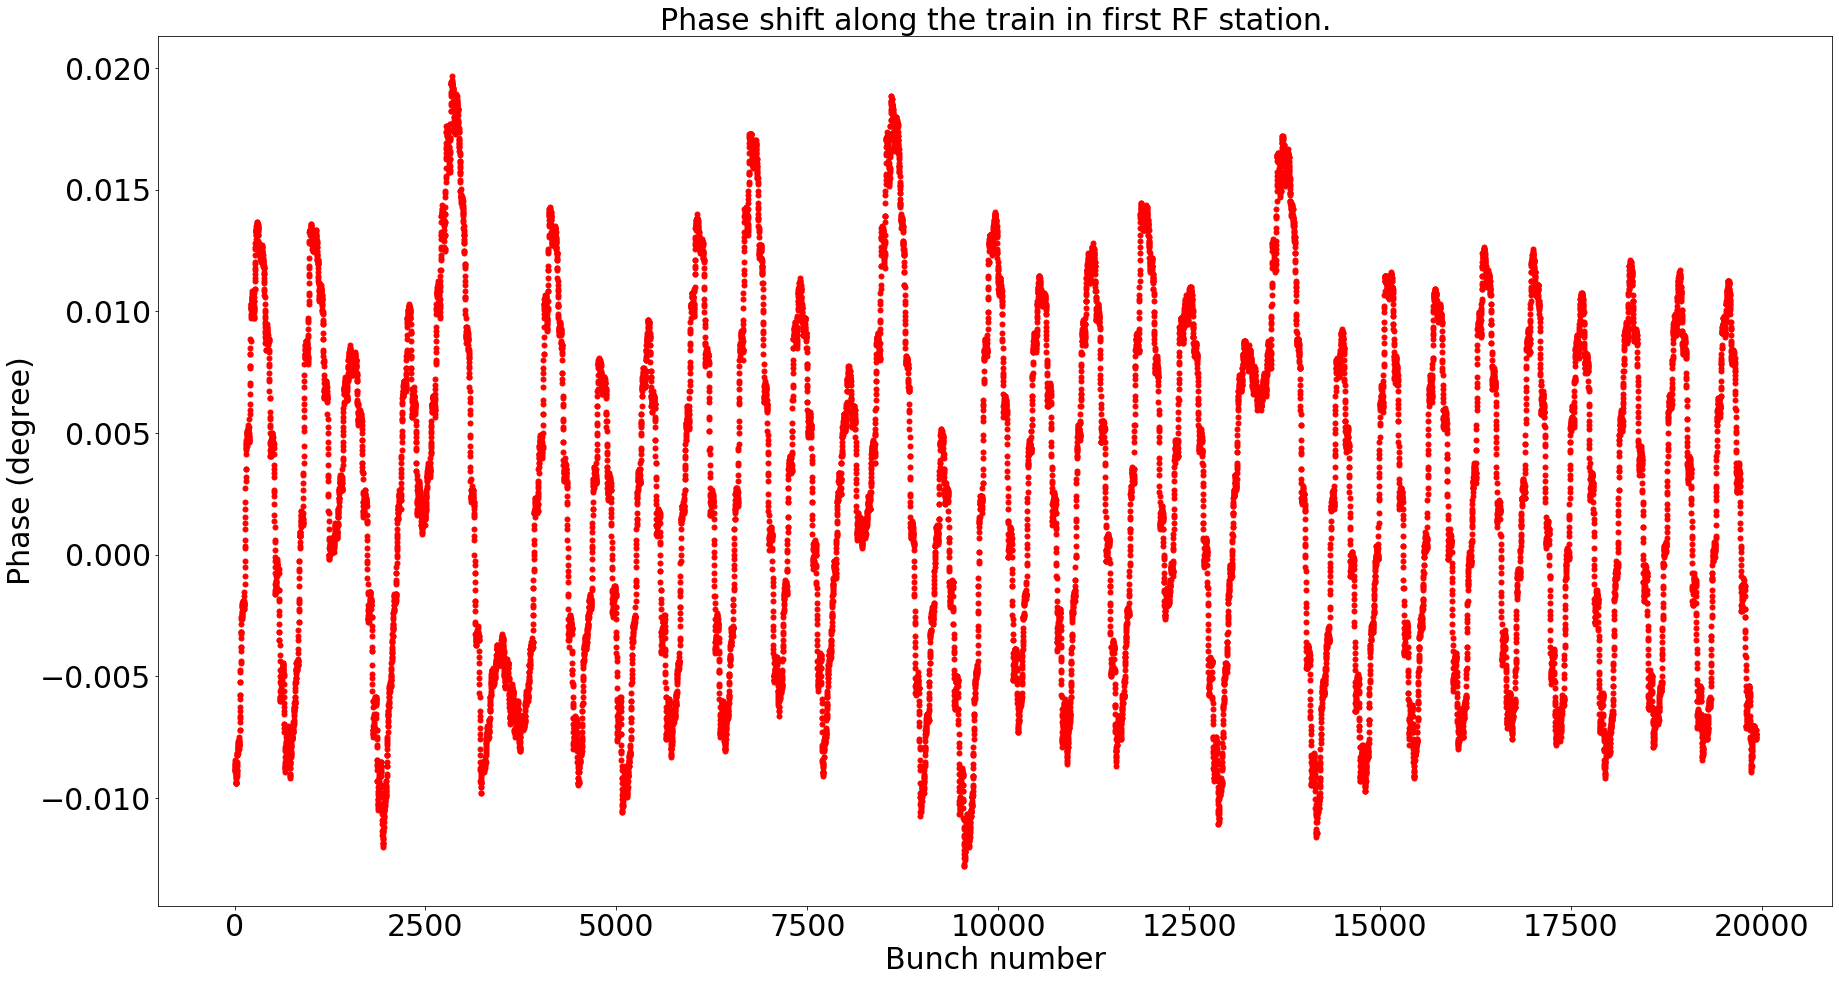 Phase shift along the train in first RF station.
0.020
0.015
0.010
0.005
0.000
−0.005
−0.010
Phase (degree)
0 2500 5000 7500 10000 12500 15000 17500 20000
Bunch number